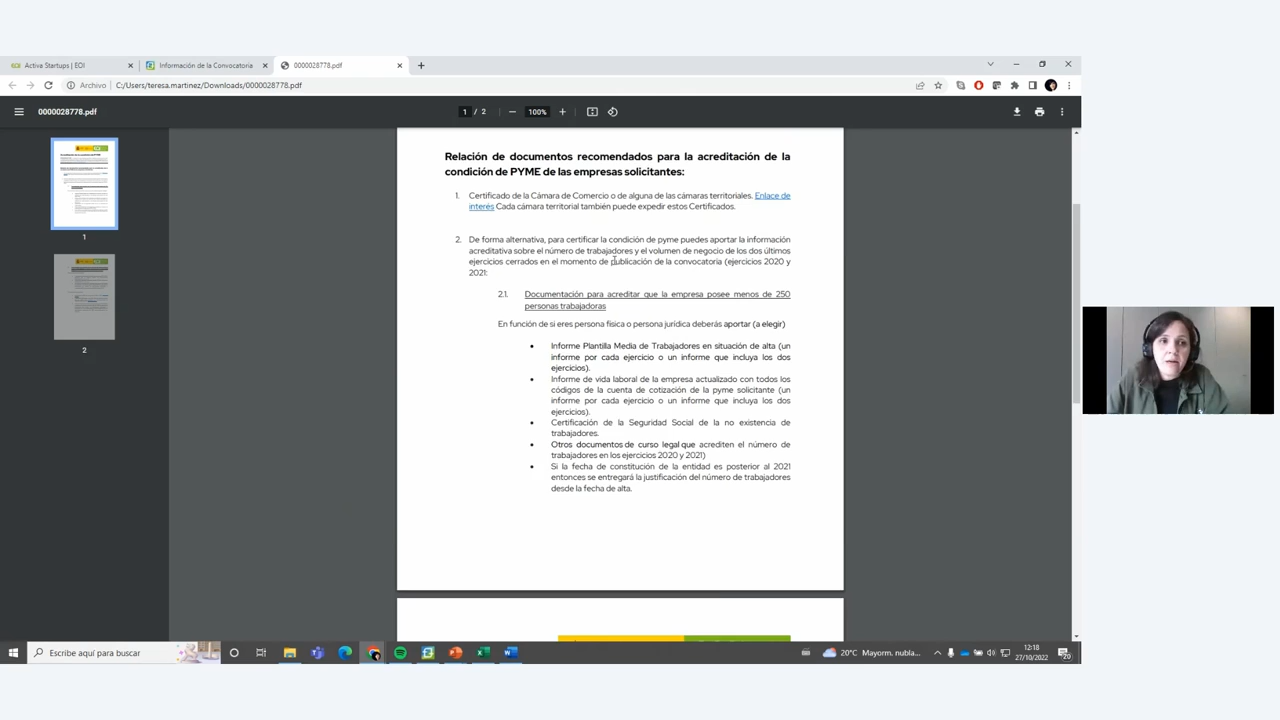 Activa Startups | EOI
Información de la Convocatoria
0000028778.pdf
Archivo C:/Users/teresa.martinez/Downloads/0000028778.pdf
0000028778.pdf
1 / 2
100%
1
2
Relación de documentos recomendados para la acreditación de la
condición de PYME de las empresas solicitantes:
1. Certificado de la Cámara de Comercio o de alguna de las cámaras territoriales. Enlace de
interés Cada cámara territorial también puede expedir estos Certificados.
2. De forma alternativa, para certificar la condición de pyme puedes aportar la información
acreditativa sobre el número de trabajadores y el volumen de negocio de los dos últimos
ejercicios cerrados en el momento de publicación de la convocatoria (ejercicios 2020 y
2021:
2.1. Documentación para acreditar que la empresa posee menos de 250
personas trabajadoras
En función de si eres persona física o persona jurídica deberás aportar (a elegir)
• Informe Plantilla Media de Trabajadores en situación de alta (un
informe por cada ejercicio o un informe que incluya los dos
ejercicios).
• Informe de vida laboral de la empresa actualizado con todos los
códigos de la cuenta de cotización de la pyme solicitante (un
informe por cada ejercicio o un informe que incluya los dos
ejercicios).
• Certificación de la Seguridad Social de la no existencia de
trabajadores.
• Otros documentos de curso legal que acrediten el número de
trabajadores en los ejercicios 2020 y 2021)
• Si la fecha de constitución de la entidad es posterior al 2021
entonces se entregará la justificación del número de trabajadores
desde la fecha de alta.
Escribe aquí para buscar
20°C Mayorm. nubla...
12:18
27/10/2022
20